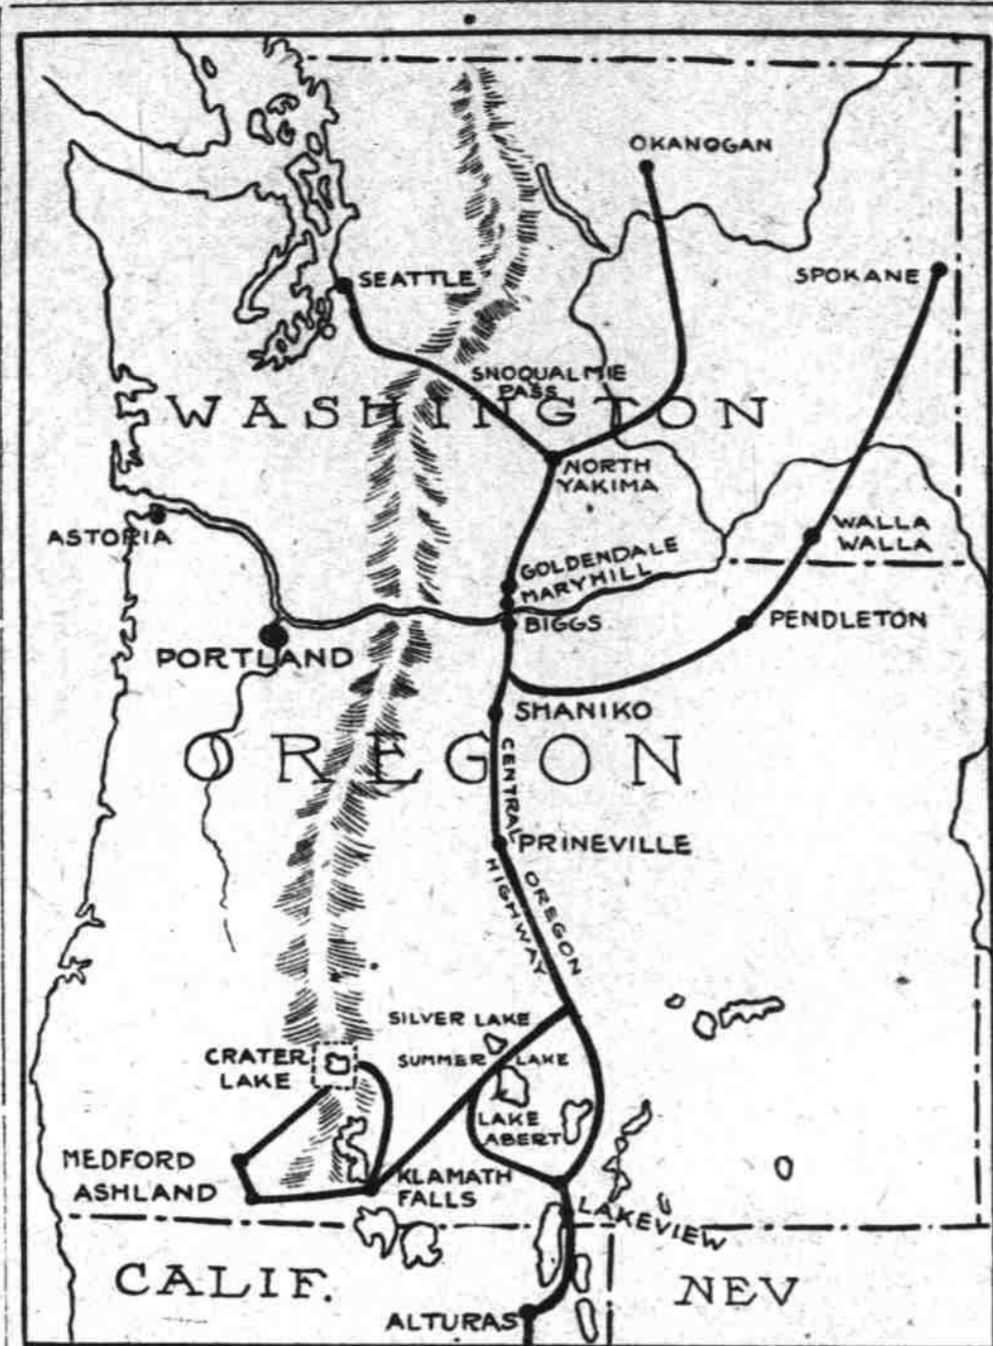 OKANOGAN
SEATTLE
SPOKANE
SNOQUALMIE
PASS
WASHINGTON
NORTH
YAKIMA
ASTORIA
WALLA
WALLA
GOLDENDALE
MARYHILL
BIGGS
PENDLETON
PORTLAND
SHANIKO
OREGON
CENTRAL
OREGON
HIGHWAY
PRINEVILLE
SILVER LAKE
CRATER
LAKE
SUMMER LAKE
LAKE
ABERT
MEDFORD
ASHLAND
KLAMATH
FALLS
LAKEVIEW
CALIF.
NEV
ALTURAS